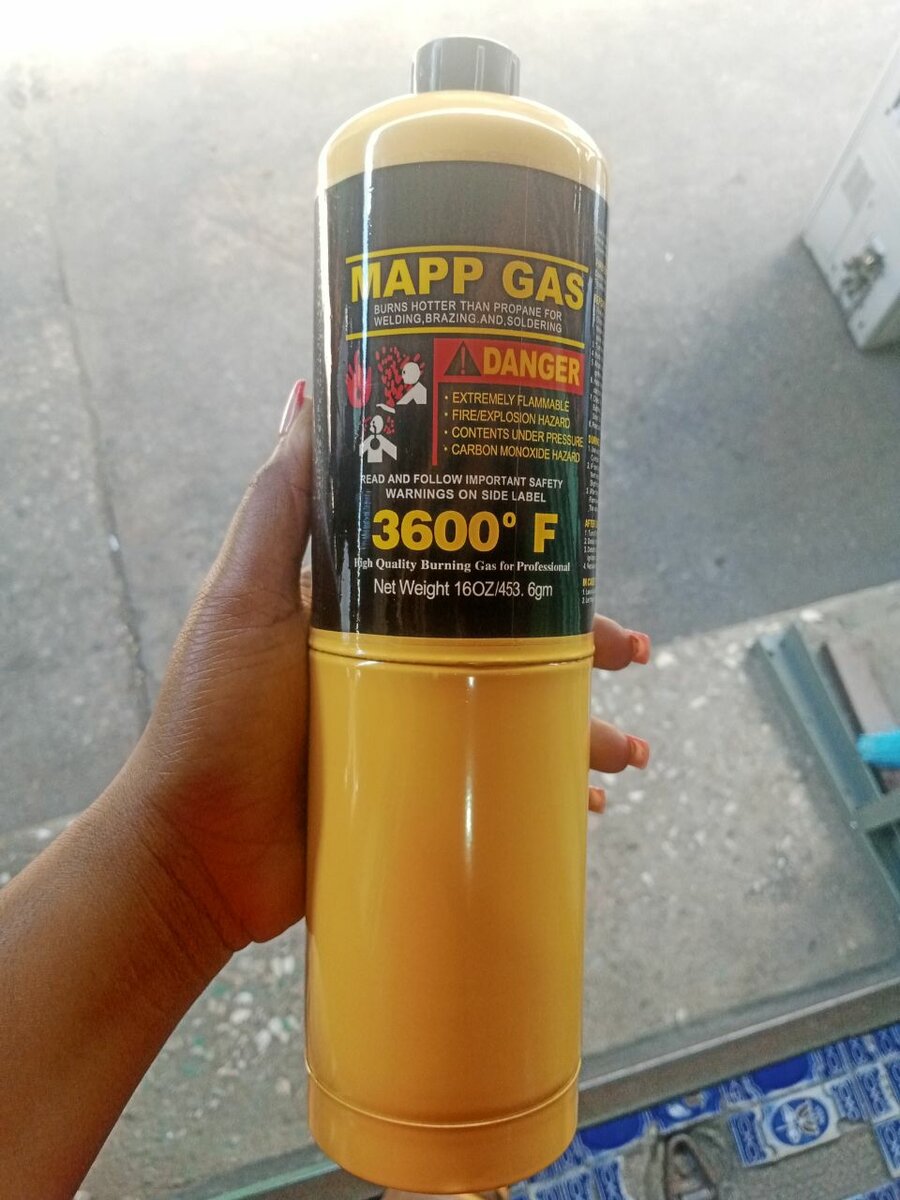 MAPP GAS
BURNS HOTTER THAN PROPANE FOR
WELDING,BRAZING.AND,SOLDERING
DANGER
• EXTREMELY FLAMMABLE
• FIRE/EXPLOSION HAZARD
• CONTENTS UNDER PRESSURE
• CARBON MONOXIDE HAZARD
READ AND FOLLOW IMPORTANT SAFETY
WARNINGS ON SIDE LABEL
3600° F
High Quality Burning Gas for Professional
Net Weight 16OZ/453. 6gm